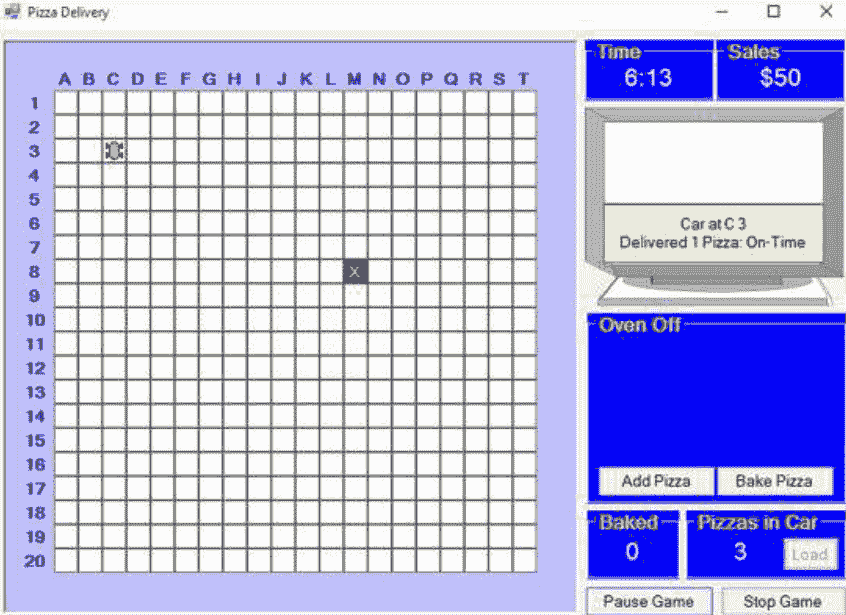 Pizza Delivery
A B C D E F G H I J K L M N O P Q R S T
1
2
3
4
5
6
7
8
X
9
10
11
12
13
14
15
16
17
18
19
20
Time
6:13
Sales
$50
Car at C 3
Delivered 1 Pizza: On-Time
Oven Off
Add Pizza
Bake Pizza
Baked
0
Pizzas in Car
3
Load
Pause Game
Stop Game